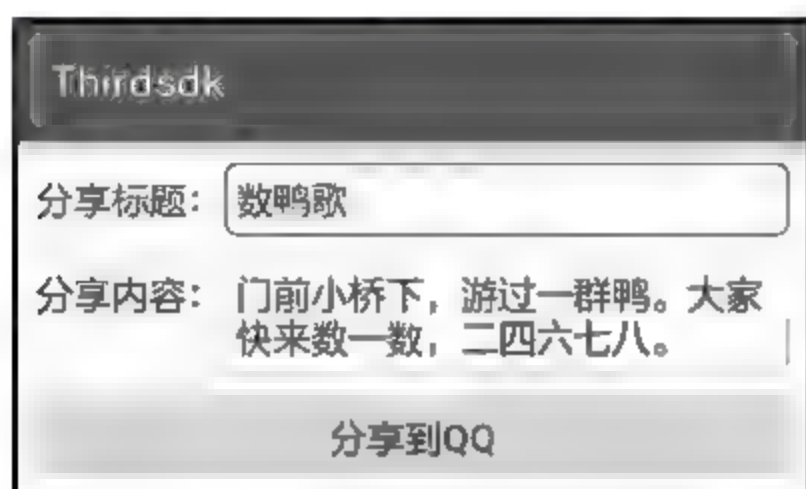 Thirdsdk
分享标题： 数鸭歌
分享内容： 门前小桥下，游过一群鸭。大家
快来数一数，二四六七八。
分享到QQ